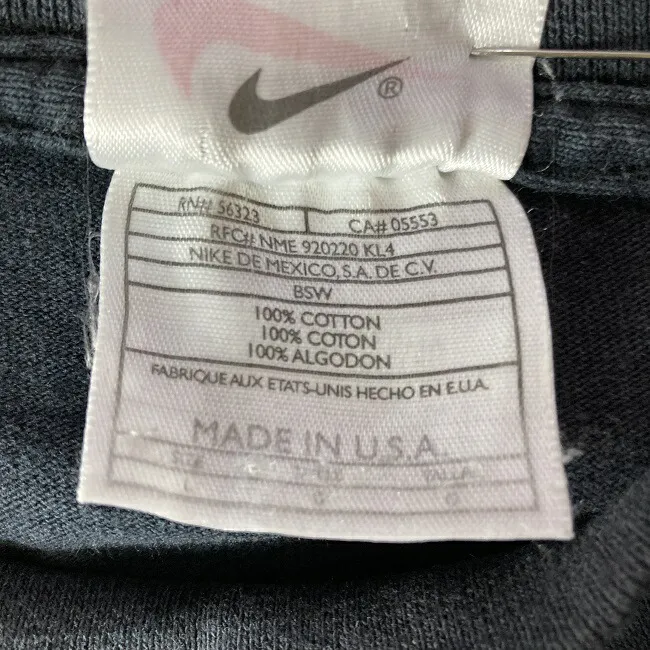 ®
RN# 56323 CA# 05553
RFC# NME 920220 KL4
NIKE DE MEXICO, S.A. DE C.V.
BSW
100% COTTON
100% COTON
100% ALGODON
FABRIQUE AUX ETATS-UNIS HECHO EN E.U.A.
MADE IN U.S.A.
TALLA
L G G